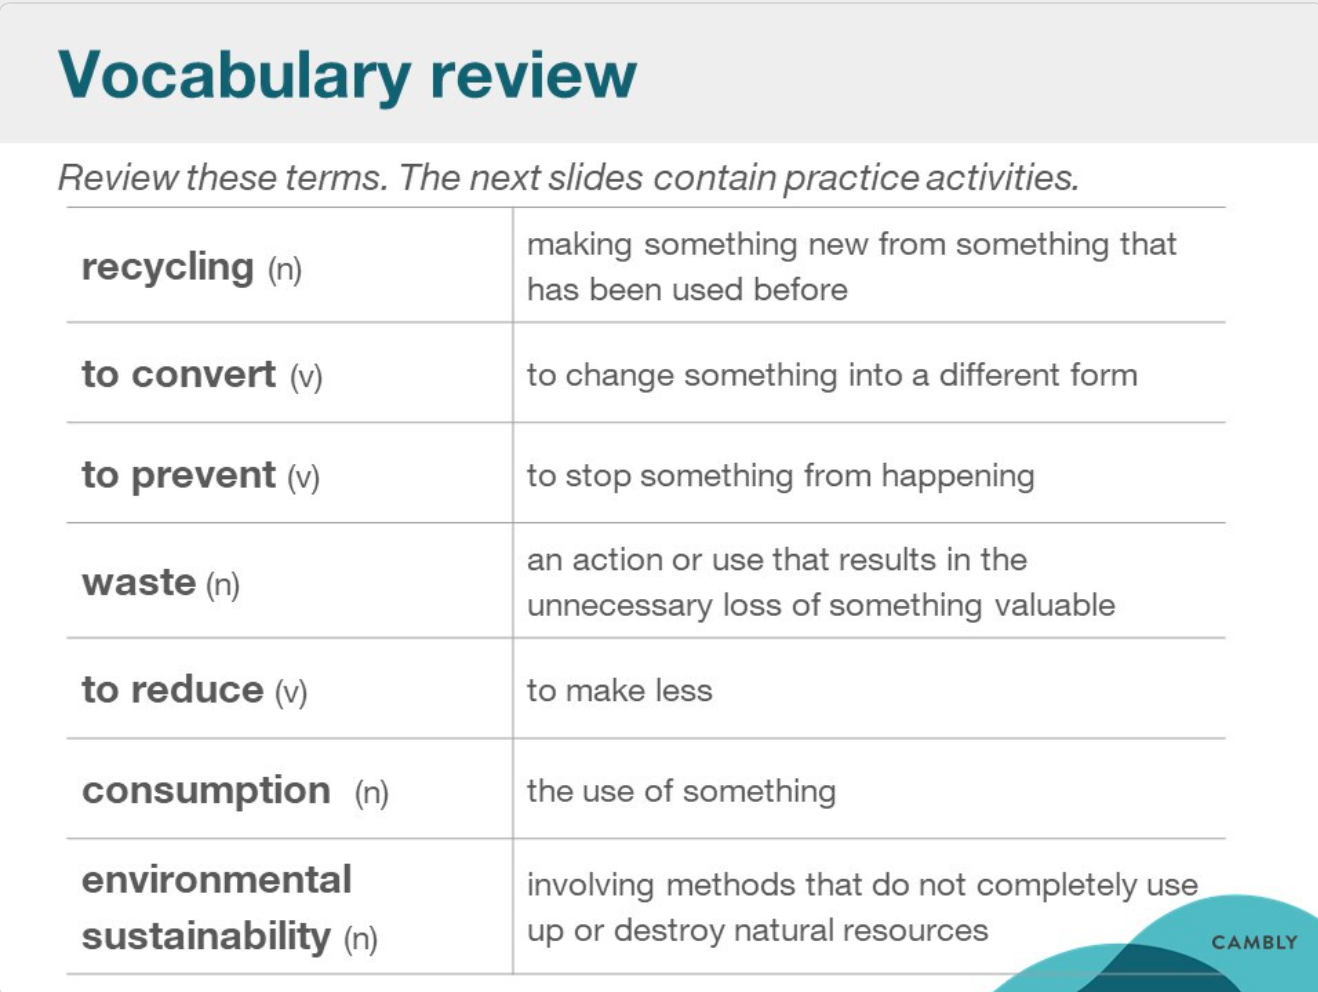 Vocabulary review
Review these terms. The next slides contain practice activities.
recycling (n)
making something new from something that
has been used before
to convert (v)
to change something into a different form
to prevent (v)
to stop something from happening
waste (n)
an action or use that results in the
unnecessary loss of something valuable
to reduce (v)
to make less
consumption (n)
the use of something
environmental
sustainability (n)
involving methods that do not completely use
up or destroy natural resources
CAMBLY